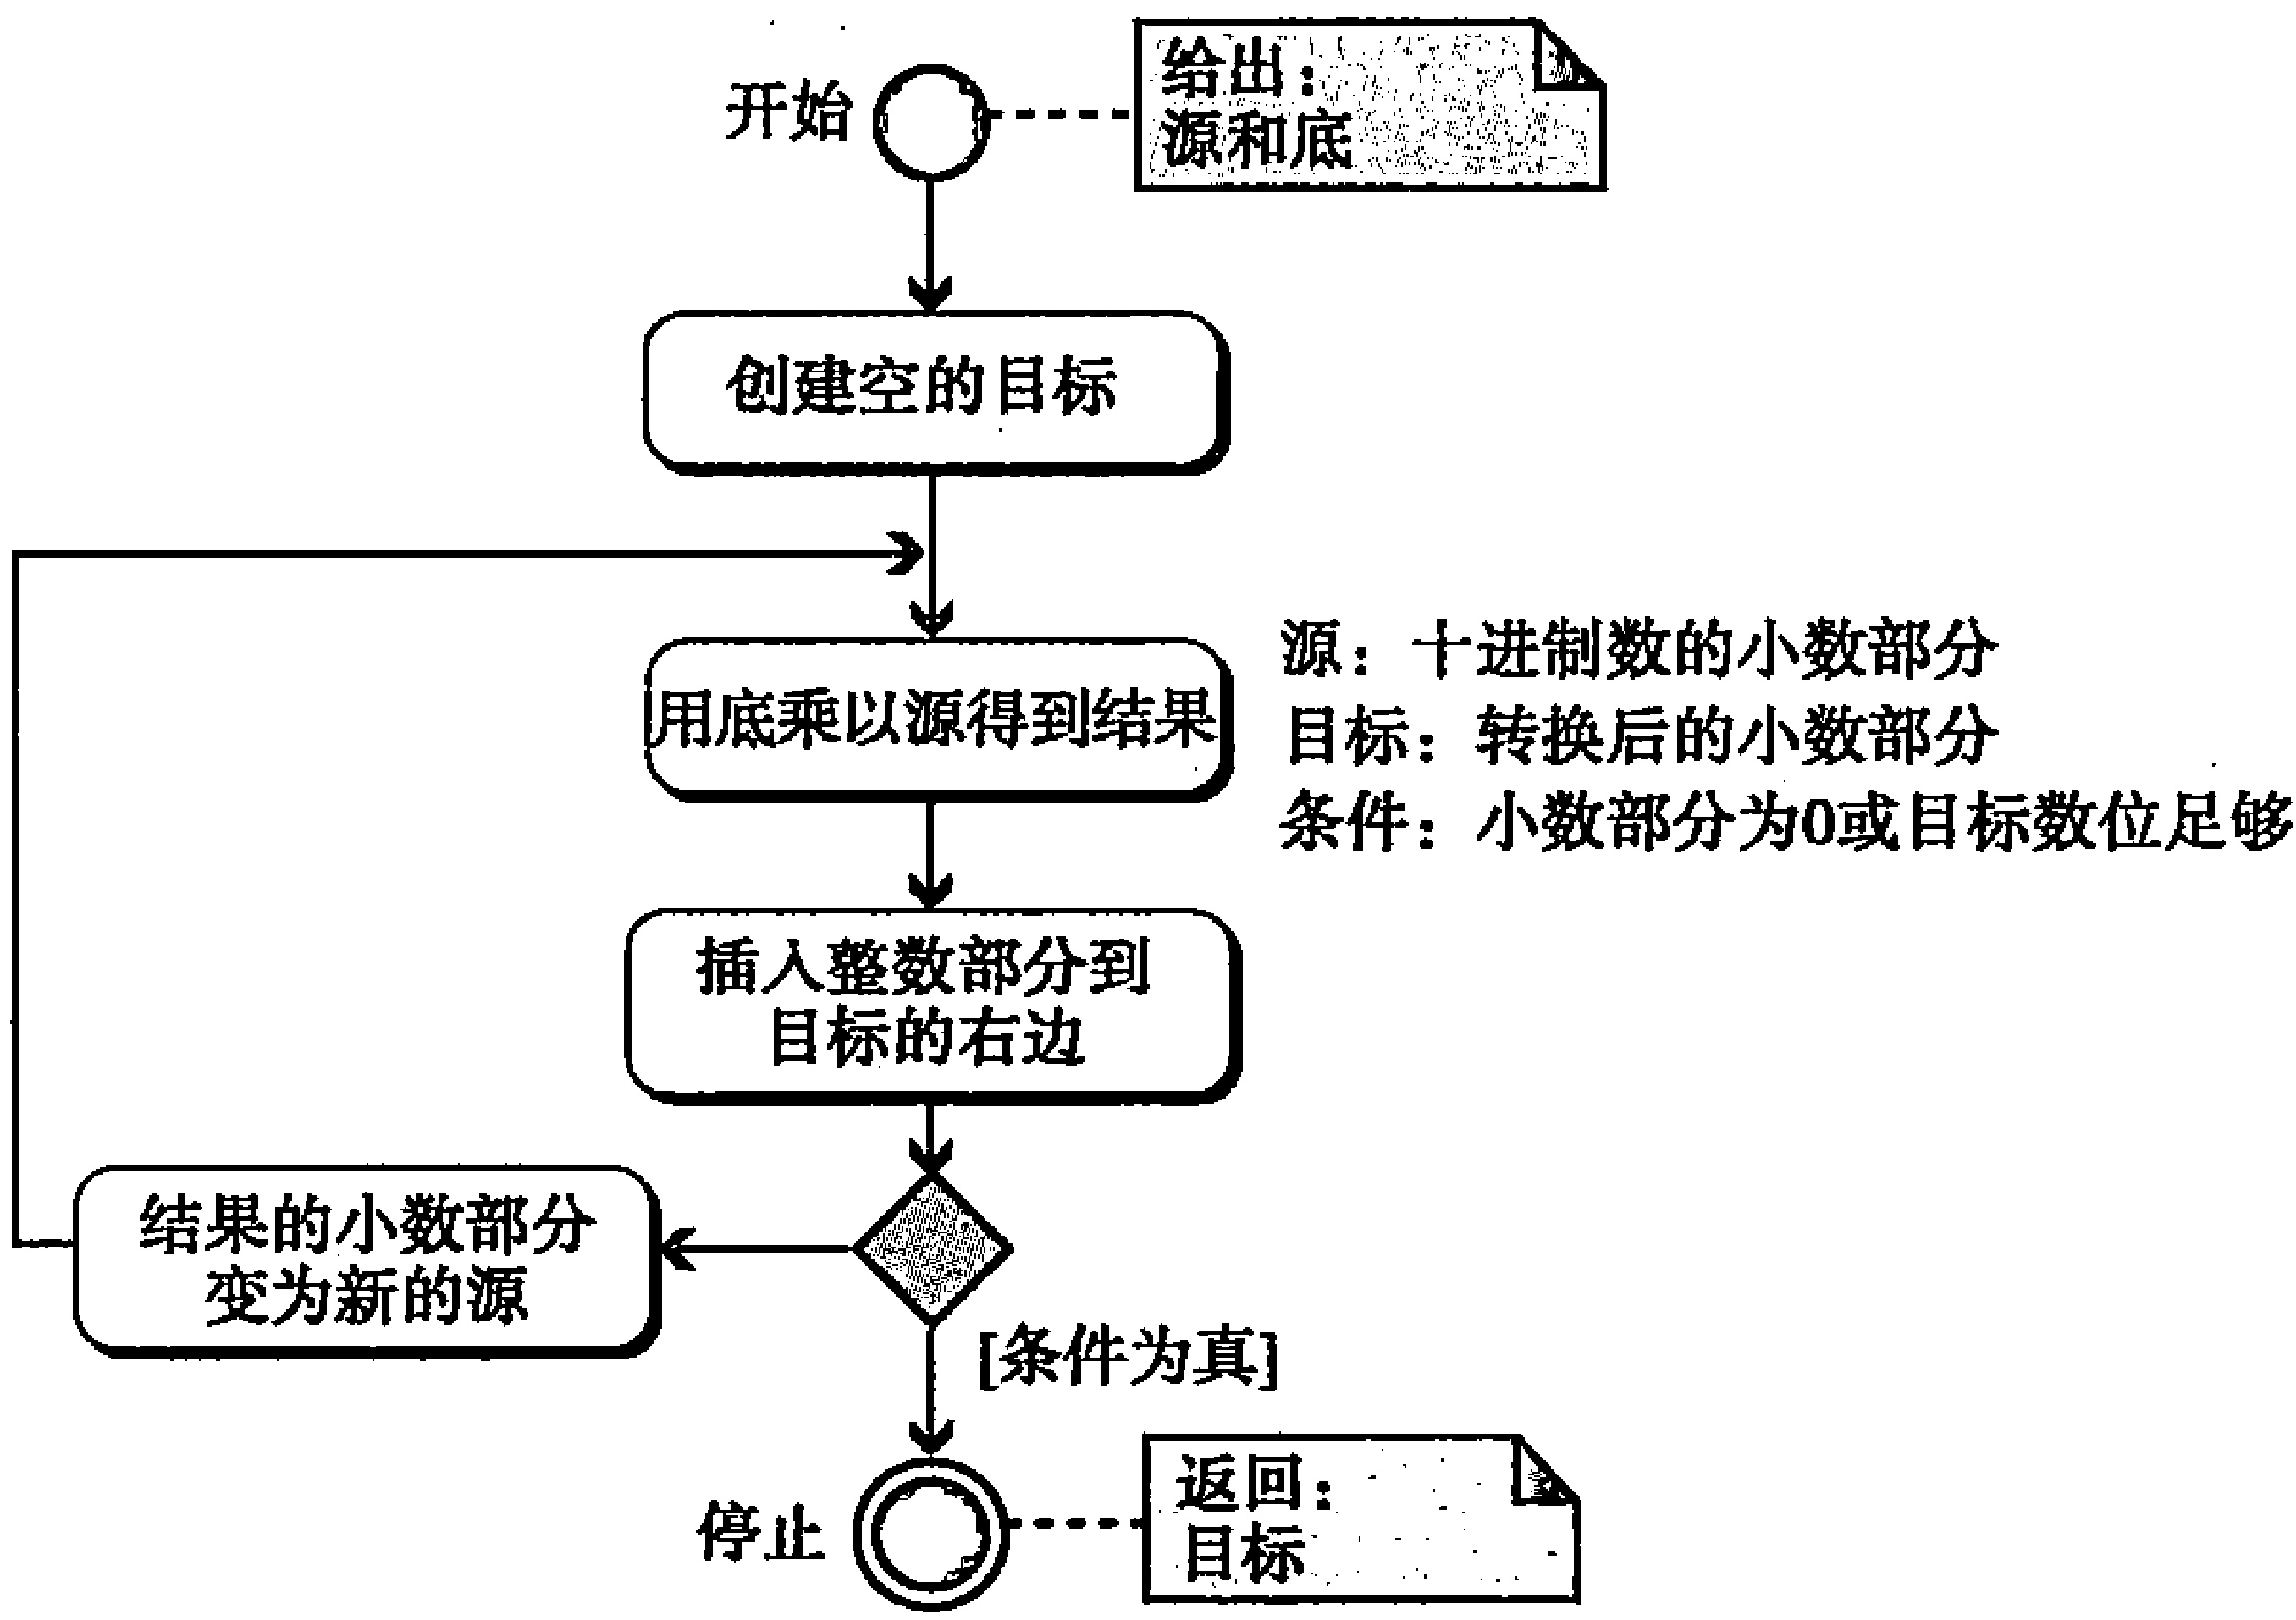 开始
给出：
源和底
创建空的目标
用底乘以源得到结果
源：十进制数的小数部分
目标：转换后的小数部分
条件：小数部分为0或目标数位足够
插入整数部分到
目标的右边
结果的小数部分
变为新的源
[条件为真]
停止
返回：
目标